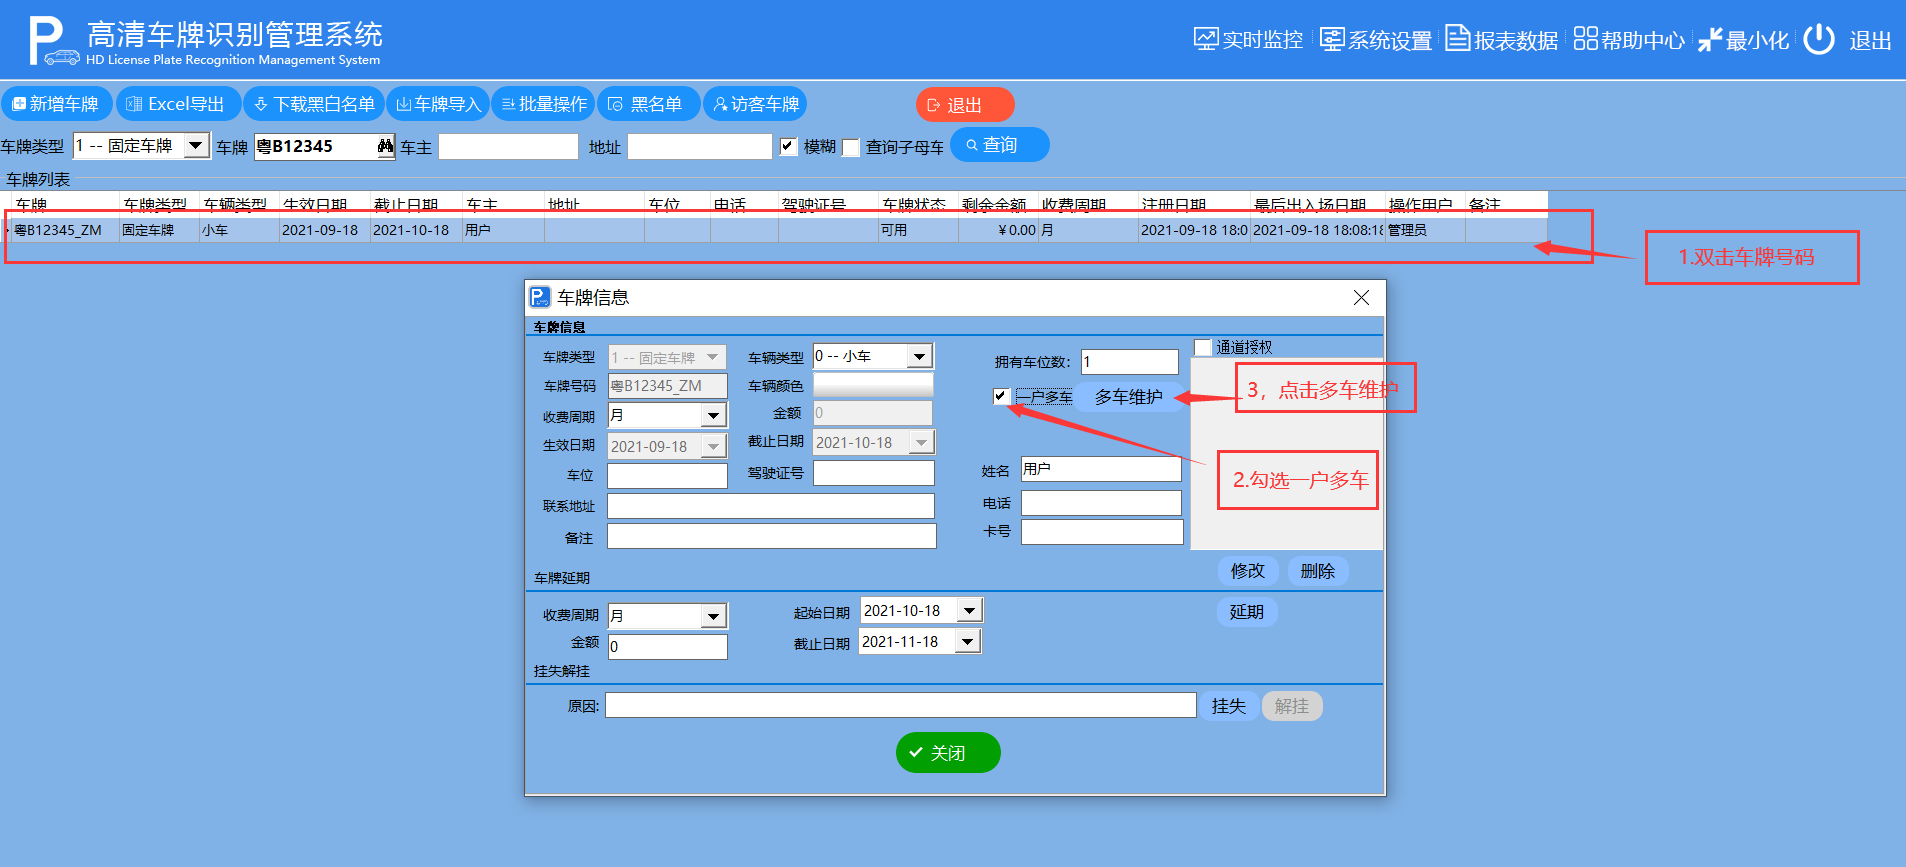 高清车牌识别管理系统
HD License Plate Recognition Management System
实时监控 系统设置 报表数据 帮助中心 最小化 退出
新增车牌 Excel导出 下载黑白名单 车牌导入 批量操作 黑名单 访客车牌 退出
车牌类型 1 -- 固定车牌 车牌 粤B12345 车主 地址 模糊 查询子母车 查询
车牌列表
车牌 车牌类型 车辆类型 生效日期 截止日期 车主 地址 车位 电话 驾驶证号 车牌状态 剩余金额 收费周期 注册日期 最后出入场日期 操作用户 备注
粤B12345_ZM 固定车牌 小车 2021-09-18 2021-10-18 用户 可用 ￥0.00 月 2021-09-18 18:0 2021-09-18 18:08:18 管理员
1.双击车牌号码
车牌信息
车牌信息
车牌类型 1 -- 固定车牌 车辆类型 0 -- 小车 拥有车位数: 1 通道授权
车牌号码 粤B12345_ZM 车辆颜色 一户多车 多车维护 3，点击多车维护
收费周期 月 金额 0
生效日期 2021-09-18 截止日期 2021-10-18
车位 驾驶证号 姓名 用户 2.勾选一户多车
联系地址 电话
备注 卡号
车牌延期 修改 删除
收费周期 月 起始日期 2021-10-18 延期
金额 0 截止日期 2021-11-18
挂失解挂
原因: 挂失 解挂
关闭